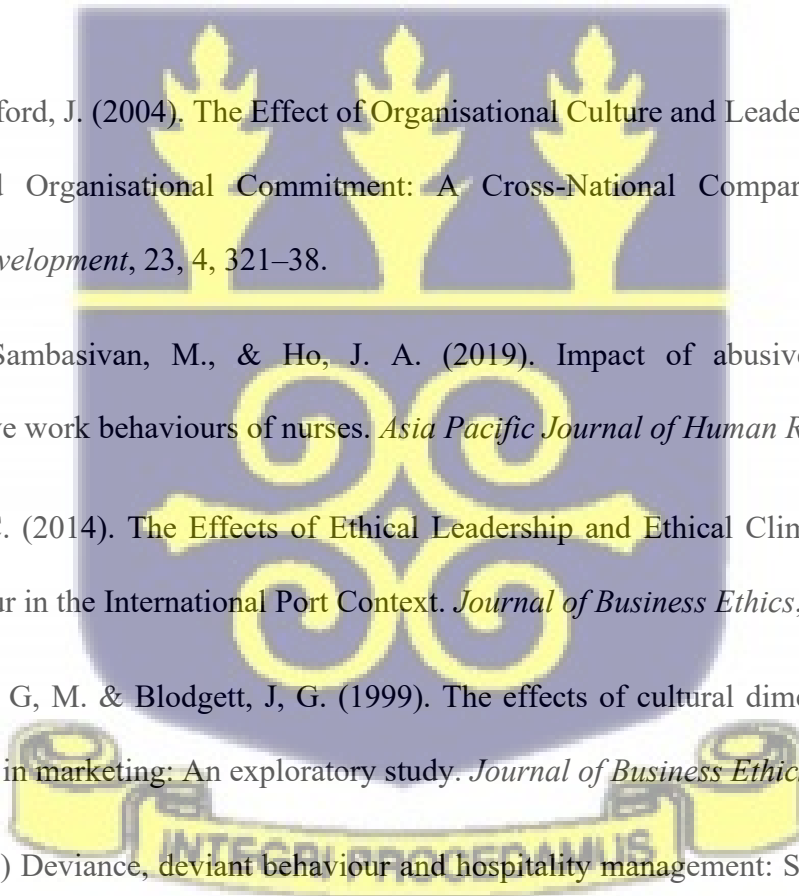 ford, J. (2004). The Effect of Organisational Culture and Leade
Organisational Commitment: A Cross-National Compar
velopment, 23, 4, 321–38.
Sambasivan, M., & Ho, J. A. (2019). Impact of abusive
e work behaviours of nurses. Asia Pacific Journal of Human R
(2014). The Effects of Ethical Leadership and Ethical Clim
ur in the International Port Context. Journal of Business Ethics,
G, M. & Blodgett, J, G. (1999). The effects of cultural dime
in marketing: An exploratory study. Journal of Business Ethic
) Deviance, deviant behaviour and hospitality management: S
INTEGRI PROCEDAMUS